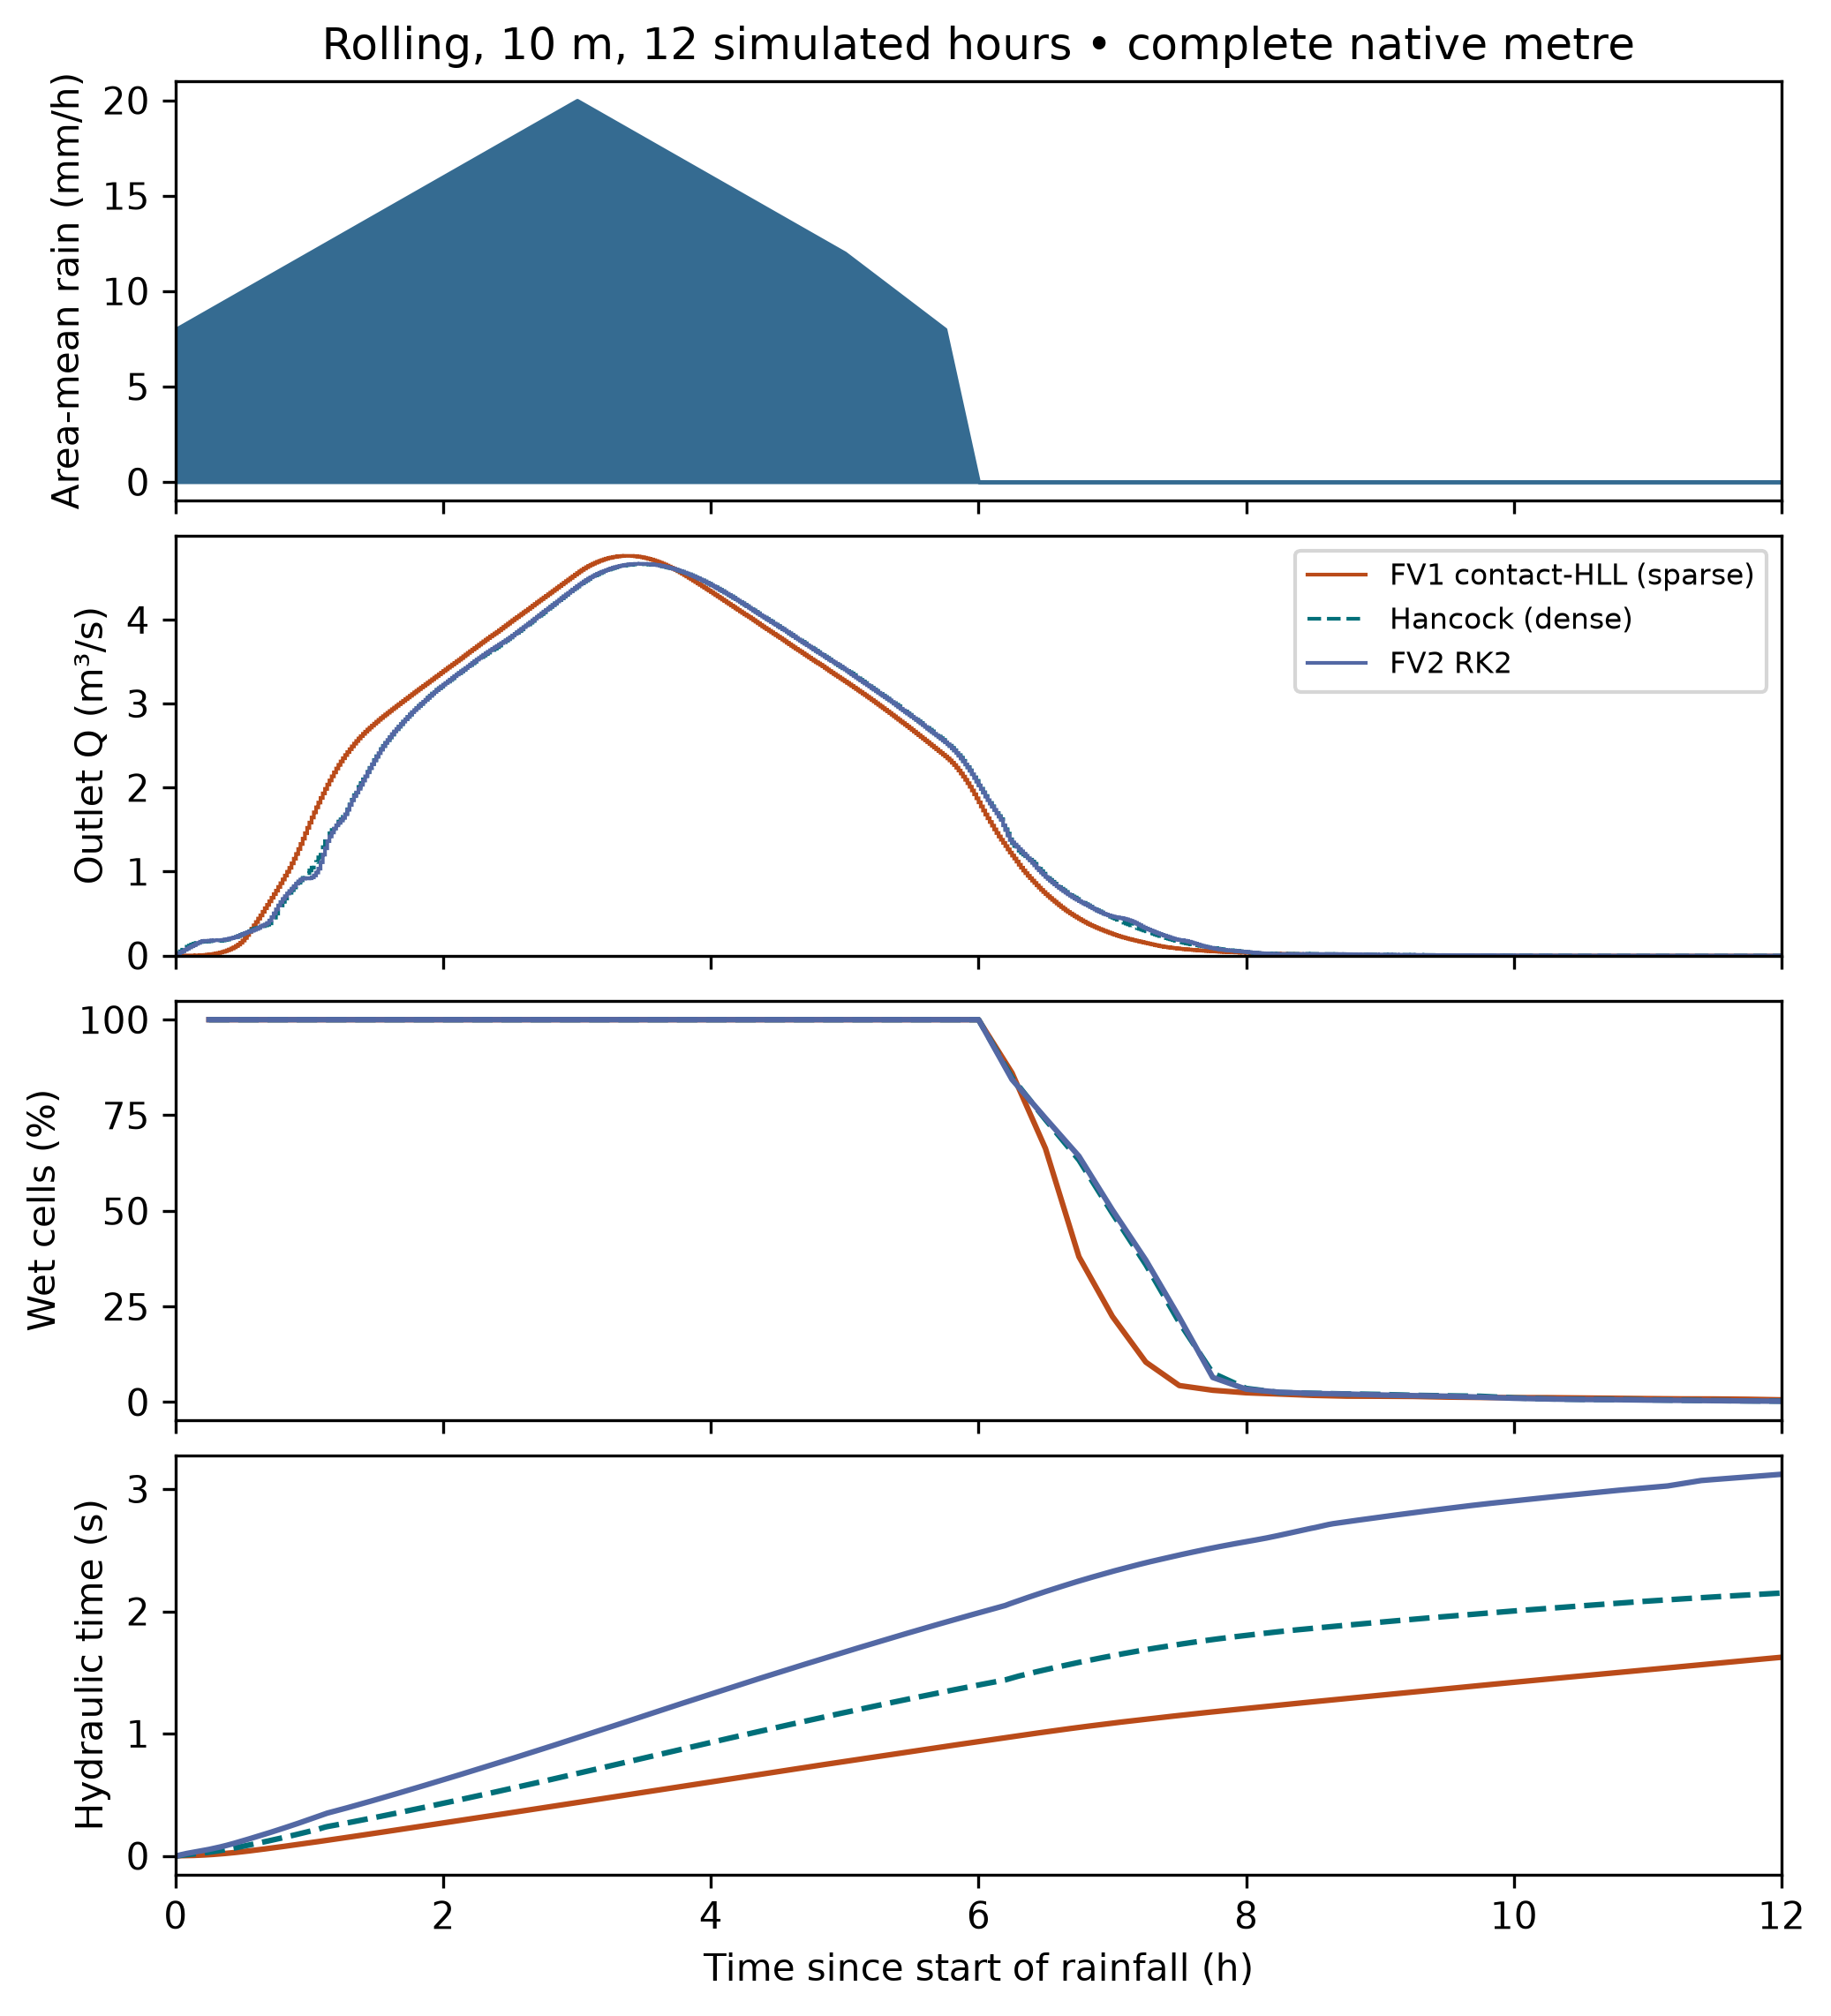 Rolling, 10 m, 12 simulated hours • complete native metre
Area-mean rain (mm/h)
20
15
10
5
0
Outlet Q (m³/s)
4
3
2
1
0
FV1 contact-HLL (sparse)
Hancock (dense)
FV2 RK2
Wet cells (%)
100
75
50
25
0
Hydraulic time (s)
3
2
1
0
0 2 4 6 8 10 12
Time since start of rainfall (h)